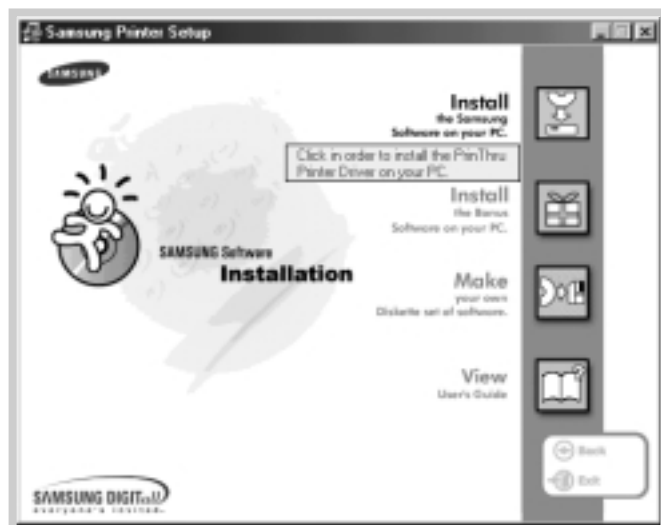 Samsung Printer Setup
SAMSUNG
Install
the Samsung
Software on your PC.
Click in order to install the PrinThru
Printer Driver on your PC.
Install
the Bonus
Software on your PC.
SAMSUNG Software
Installation
Make
your own
Diskette set of software.
View
User's Guide
Back
Exit
SAMSUNG DIGITall
everyone's invited.